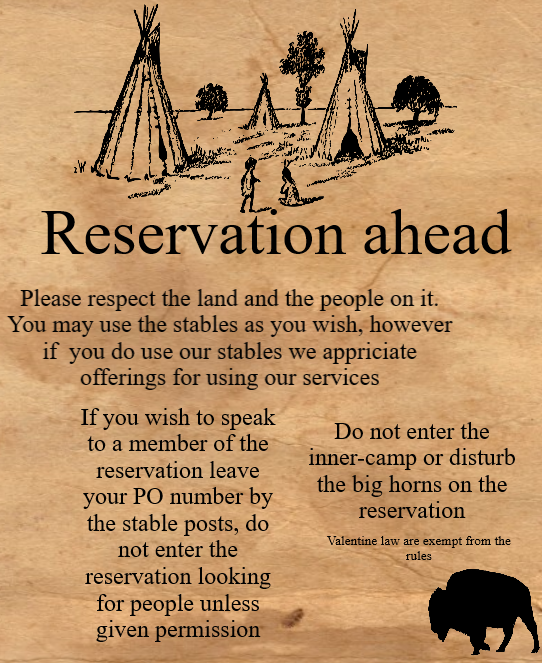 Reservation ahead
Please respect the land and the people on it.
You may use the stables as you wish, however
if  you do use our stables we appriciate
offerings for using our services
If you wish to speak
to a member of the
reservation leave
your PO number by
the stable posts, do
not enter the
reservation looking
for people unless
given permission
Do not enter the
inner-camp or disturb
the big horns on the
reservation
Valentine law are exempt from the
rules